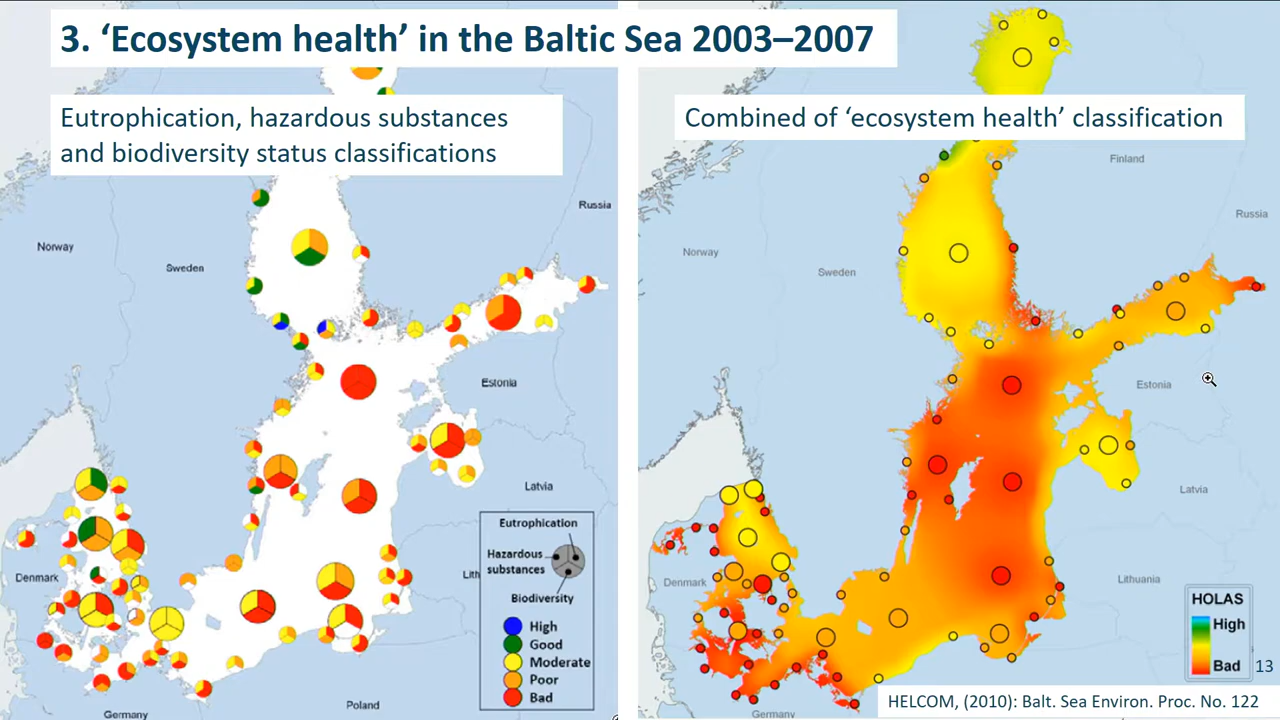 3. ‘Ecosystem health’ in the Baltic Sea 2003–2007
Eutrophication, hazardous substances
and biodiversity status classifications
Norway
Sweden
Russia
Estonia
Latvia
Lith
Denmark
Germany
Poland
Eutrophication
Hazardous
substances
Biodiversity
High
Good
Moderate
Poor
Bad
Combined of ‘ecosystem health’ classification
Finland
Russia
Norway
Sweden
Estonia
Latvia
Lithuania
Denmark
Germany
HOLAS
High
Bad
13
HELCOM, (2010): Balt. Sea Environ. Proc. No. 122